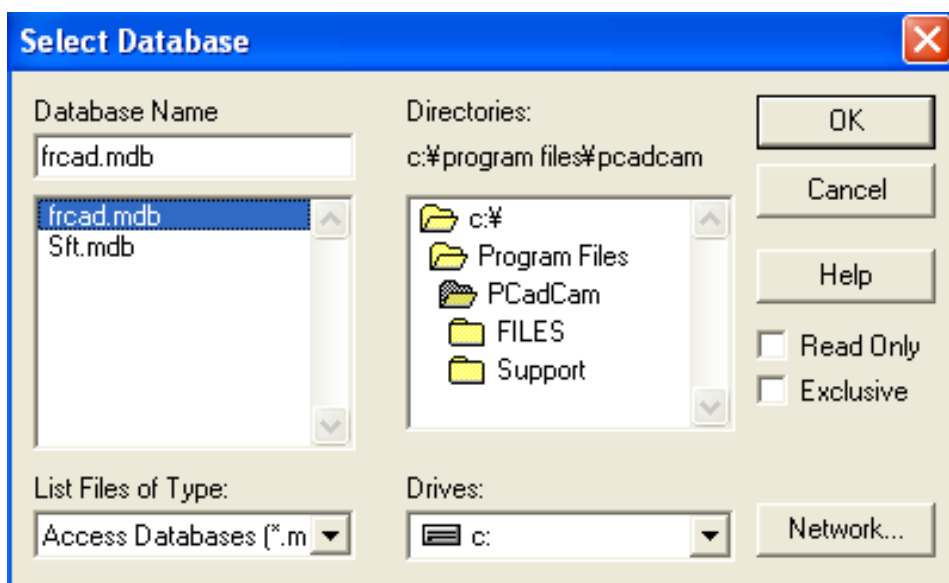 Select Database
Database Name
frcad.mdb
frcad.mdb
Sft.mdb
List Files of Type:
Access Databases (*.m
Directories:
c:¥program files¥pcadcam
c:¥
Program Files
PCadCam
FILES
Support
Drives:
c:
OK
Cancel
Help
Read Only
Exclusive
Network...